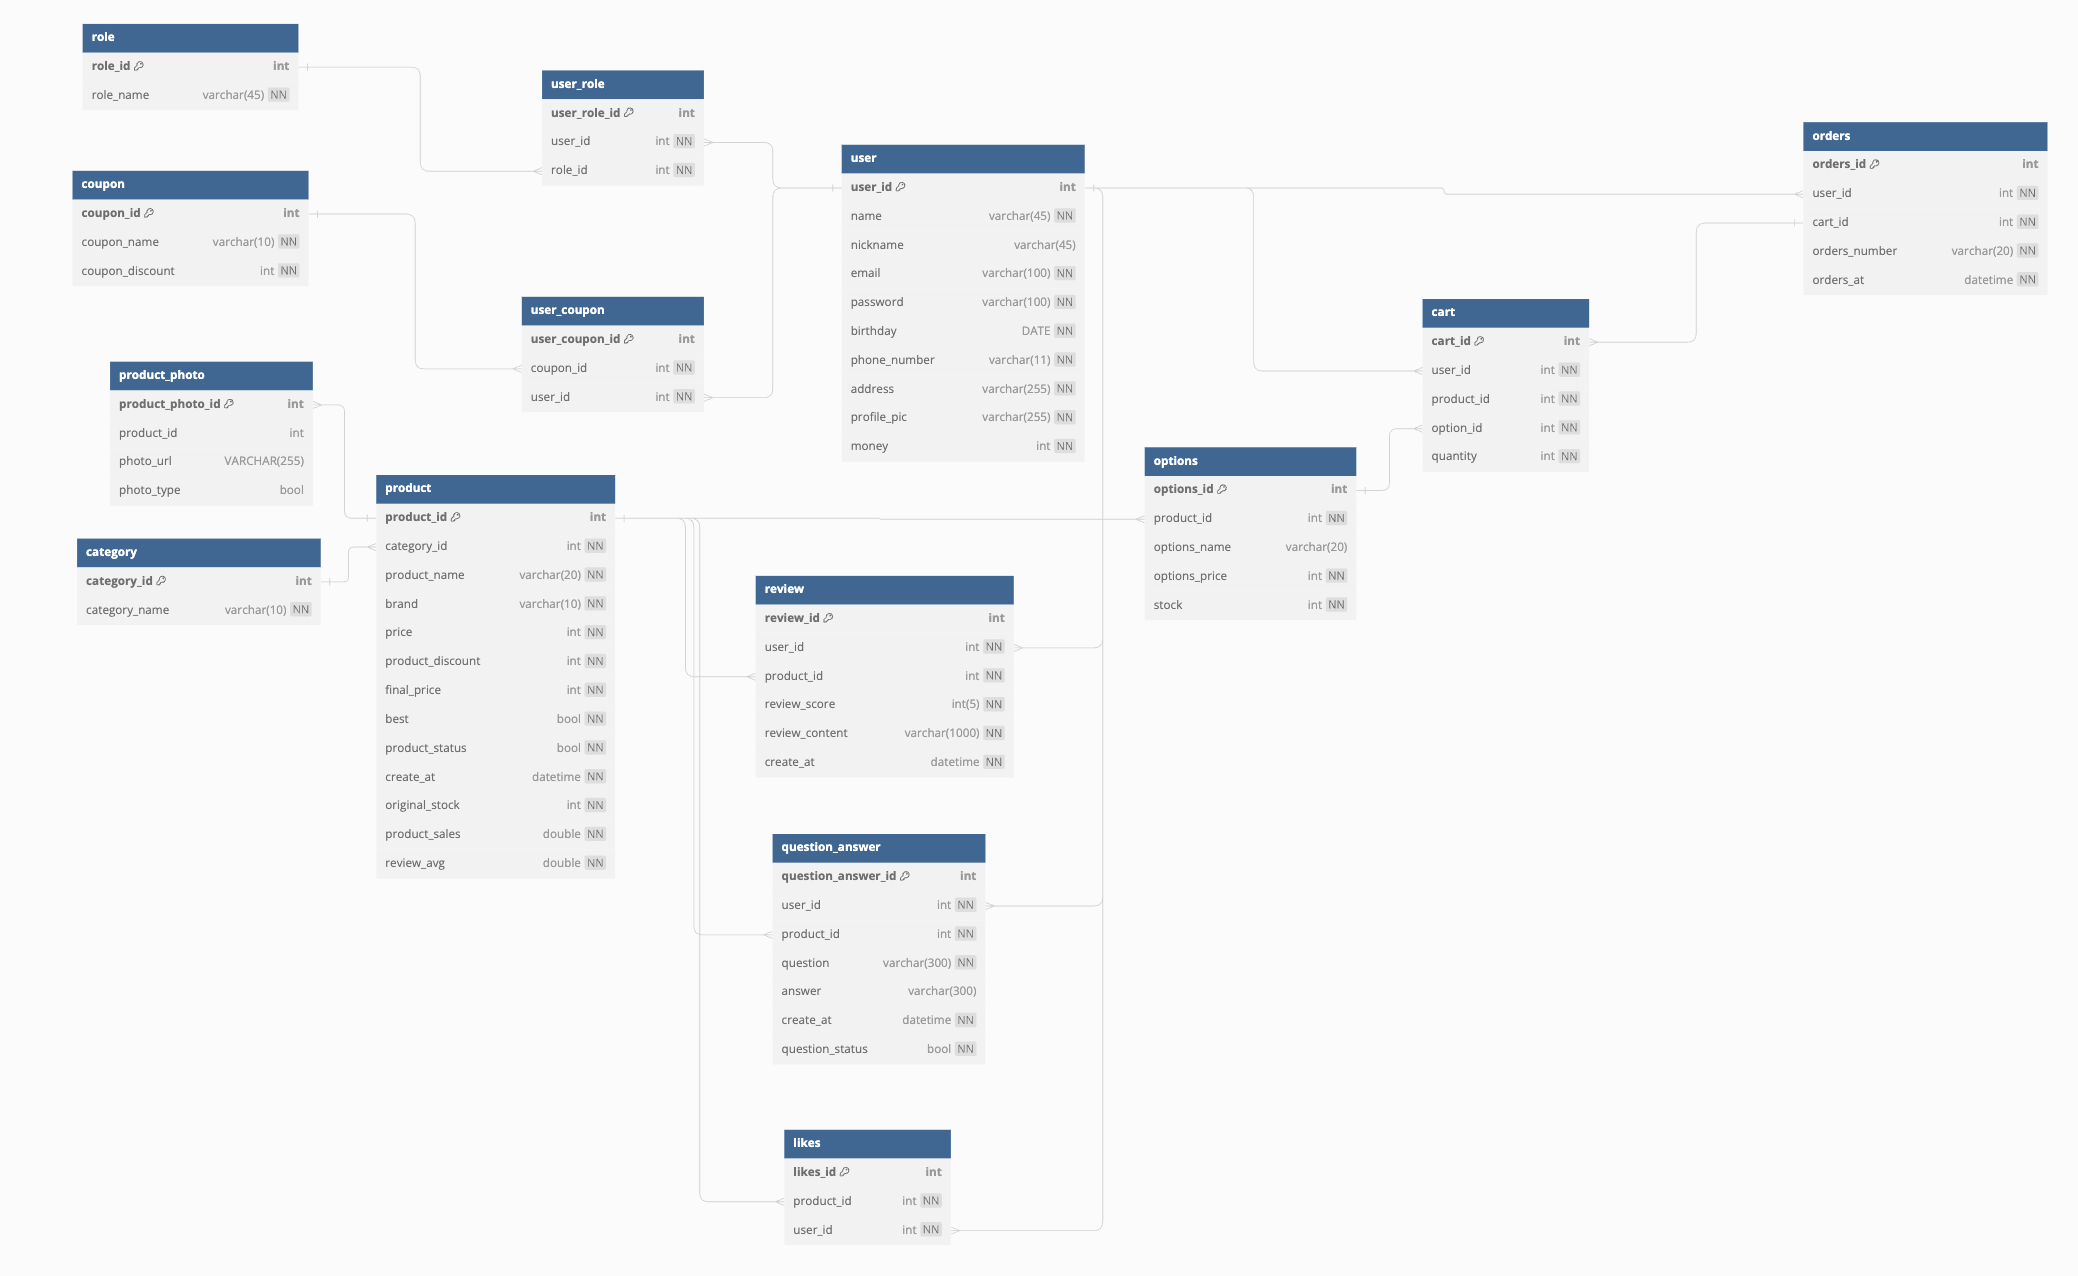 role
role_id int
role_name varchar(45) NN
coupon
coupon_id int
coupon_name varchar(10) NN
coupon_discount int NN
product_photo
product_photo_id int
product_id int
photo_url VARCHAR(255)
photo_type bool
category
category_id int
category_name varchar(10) NN
user_role
user_role_id int
user_id int NN
role_id int NN
user_coupon
user_coupon_id int
coupon_id int NN
user_id int NN
product
product_id int
category_id int NN
product_name varchar(20) NN
brand varchar(10) NN
price int NN
product_discount int NN
final_price int NN
best bool NN
product_status bool NN
create_at datetime NN
original_stock int NN
product_sales double NN
review_avg double NN
user
user_id int
name varchar(45) NN
nickname varchar(45)
email varchar(100) NN
password varchar(100) NN
birthday DATE NN
phone_number varchar(11) NN
address varchar(255) NN
profile_pic varchar(255) NN
money int NN
review
review_id int
user_id int NN
product_id int NN
review_score int(5) NN
review_content varchar(1000) NN
create_at datetime NN
question_answer
question_answer_id int
user_id int NN
product_id int NN
question varchar(300) NN
answer varchar(300)
create_at datetime NN
question_status bool NN
likes
likes_id int
product_id int NN
user_id int NN
options
options_id int
product_id int NN
options_name varchar(20)
options_price int NN
stock int NN
cart
cart_id int
user_id int NN
product_id int NN
option_id int NN
quantity int NN
orders
orders_id int
user_id int NN
cart_id int NN
orders_number varchar(20) NN
orders_at datetime NN